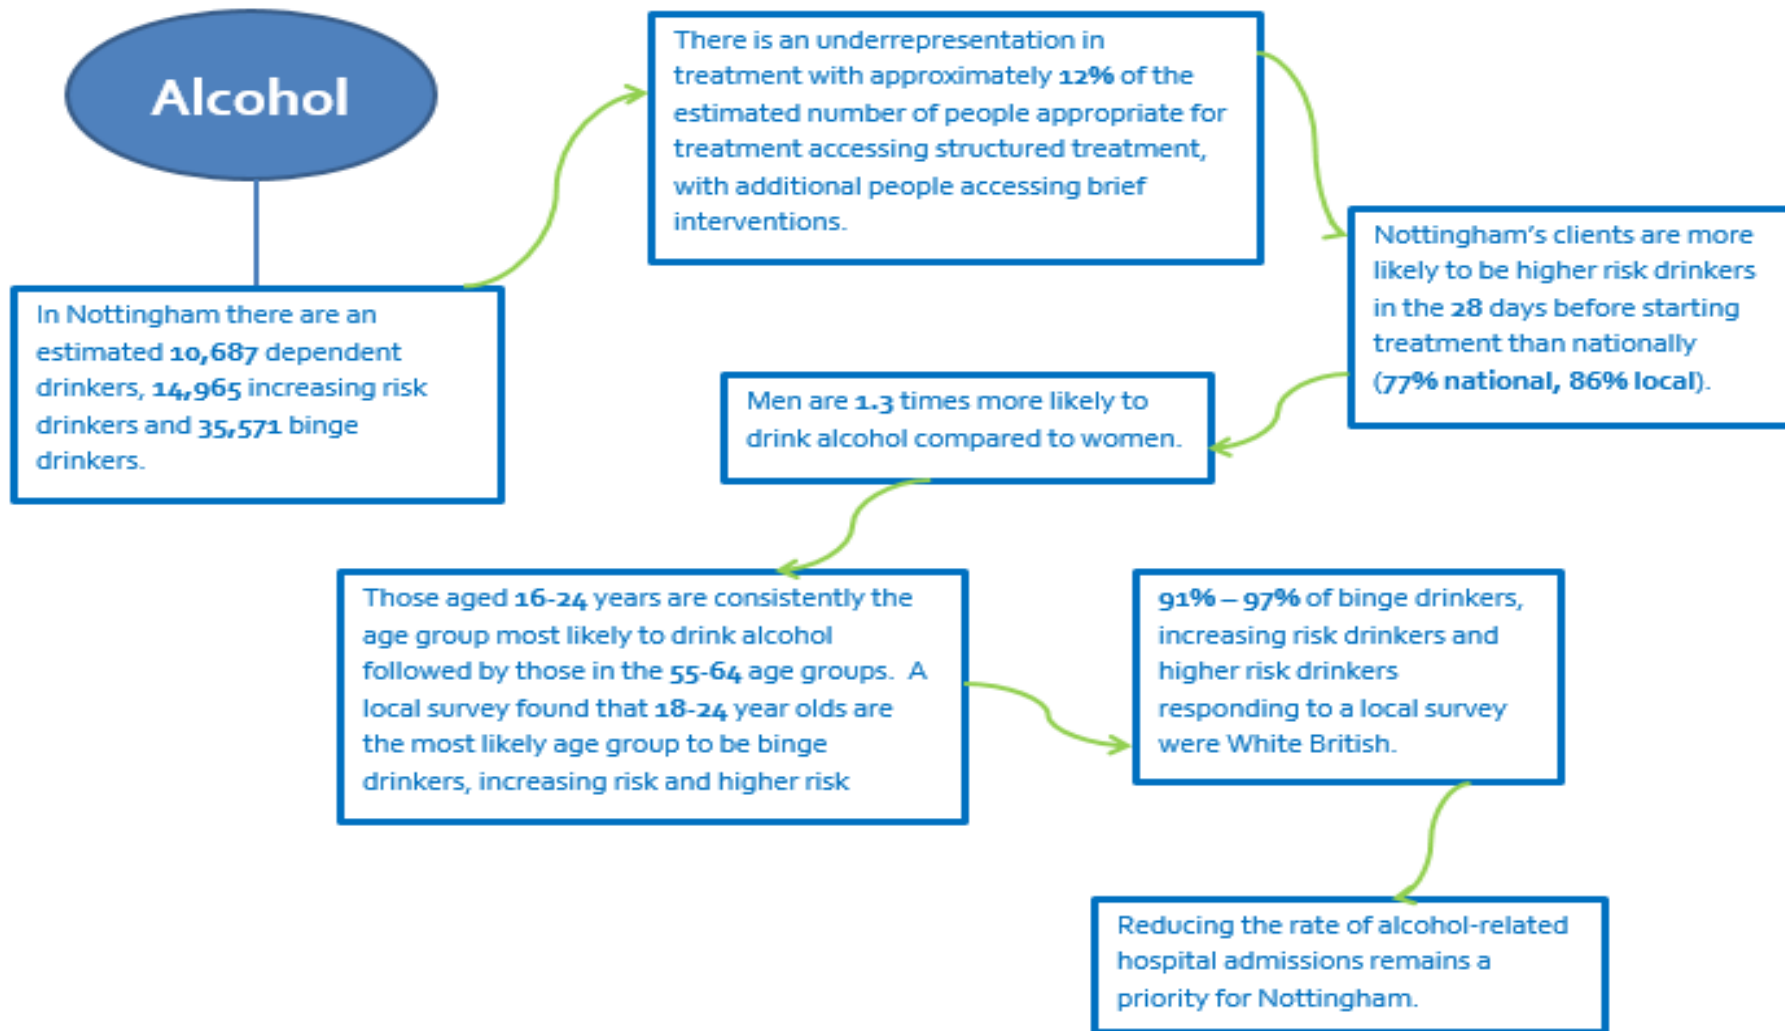 Alcohol
In Nottingham there are an
estimated 10,687 dependent
drinkers, 14,965 increasing risk
drinkers and 35,571 binge
drinkers.
There is an underrepresentation in
treatment with approximately 12% of the
estimated number of people appropriate for
treatment accessing structured treatment,
with additional people accessing brief
interventions.
Nottingham's clients are more
likely to be higher risk drinkers
in the 28 days before starting
treatment than nationally
(77% national, 86% local).
Men are 1.3 times more likely to
drink alcohol compared to women.
Those aged 16-24 years are consistently the
age group most likely to drink alcohol
followed by those in the 55-64 age groups.  A
local survey found that 18-24 year olds are
the most likely age group to be binge
drinkers, increasing risk and higher risk
91% – 97% of binge drinkers,
increasing risk drinkers and
higher risk drinkers
responding to a local survey
were White British.
Reducing the rate of alcohol-related
hospital admissions remains a
priority for Nottingham.